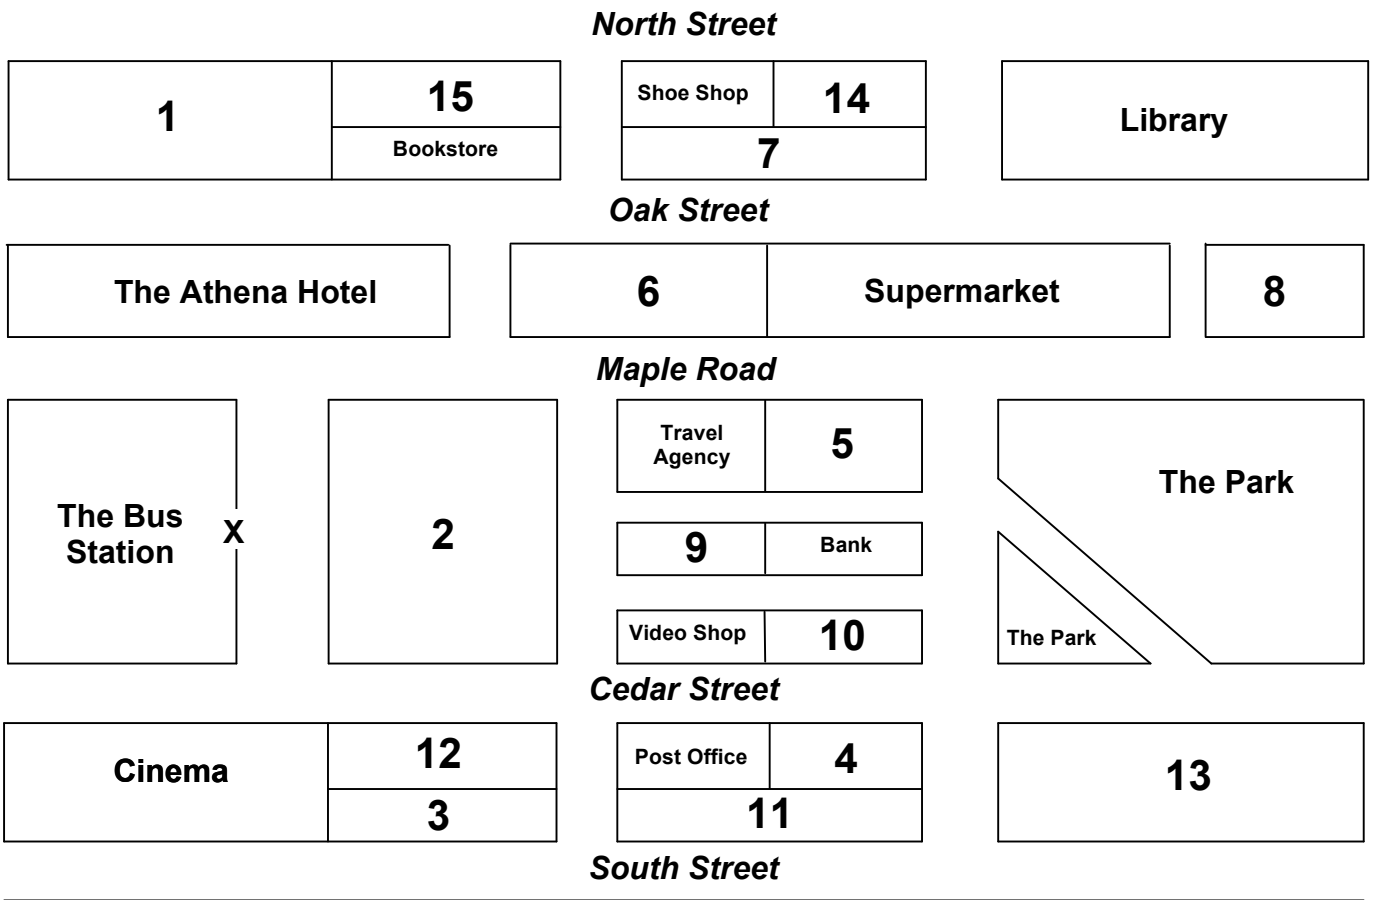 North Street
1
15
Bookstore
Shoe Shop
14
7
Library
Oak Street
The Athena Hotel
6
Supermarket
8
Maple Road
The Bus
Station
X
2
Travel
Agency
5
9
Bank
Video Shop
10
The Park
The Park
Cedar Street
Cinema
12
3
Post Office
4
11
13
South Street